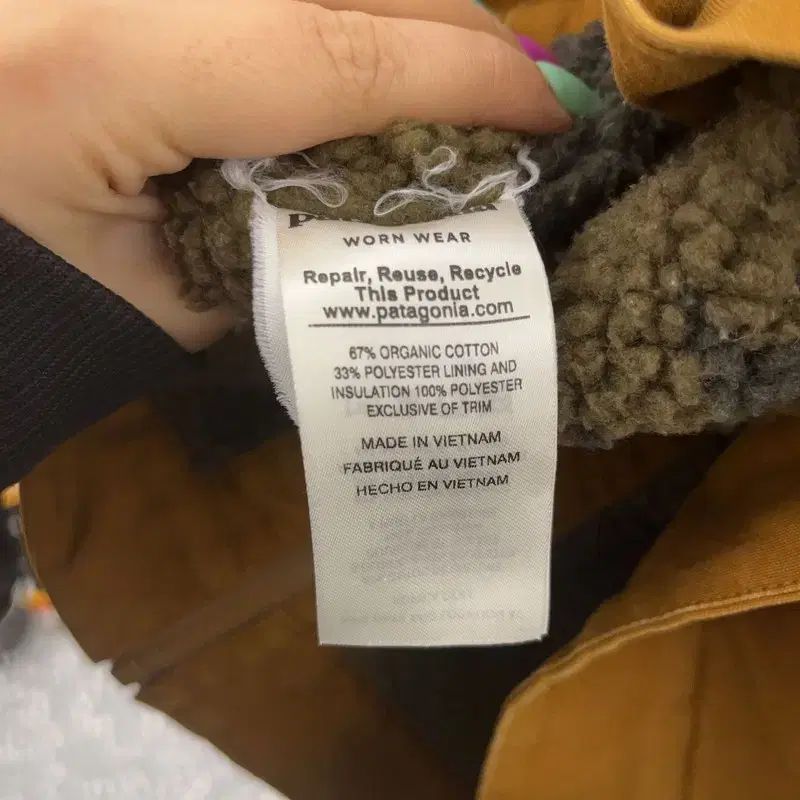 WORN WEAR
Repair, Reuse, Recycle
This Product
www.patagonia.com
67% ORGANIC COTTON
33% POLYESTER LINING AND
INSULATION 100% POLYESTER
EXCLUSIVE OF TRIM
MADE IN VIETNAM
FABRIQUÉ AU VIETNAM
HECHO EN VIETNAM